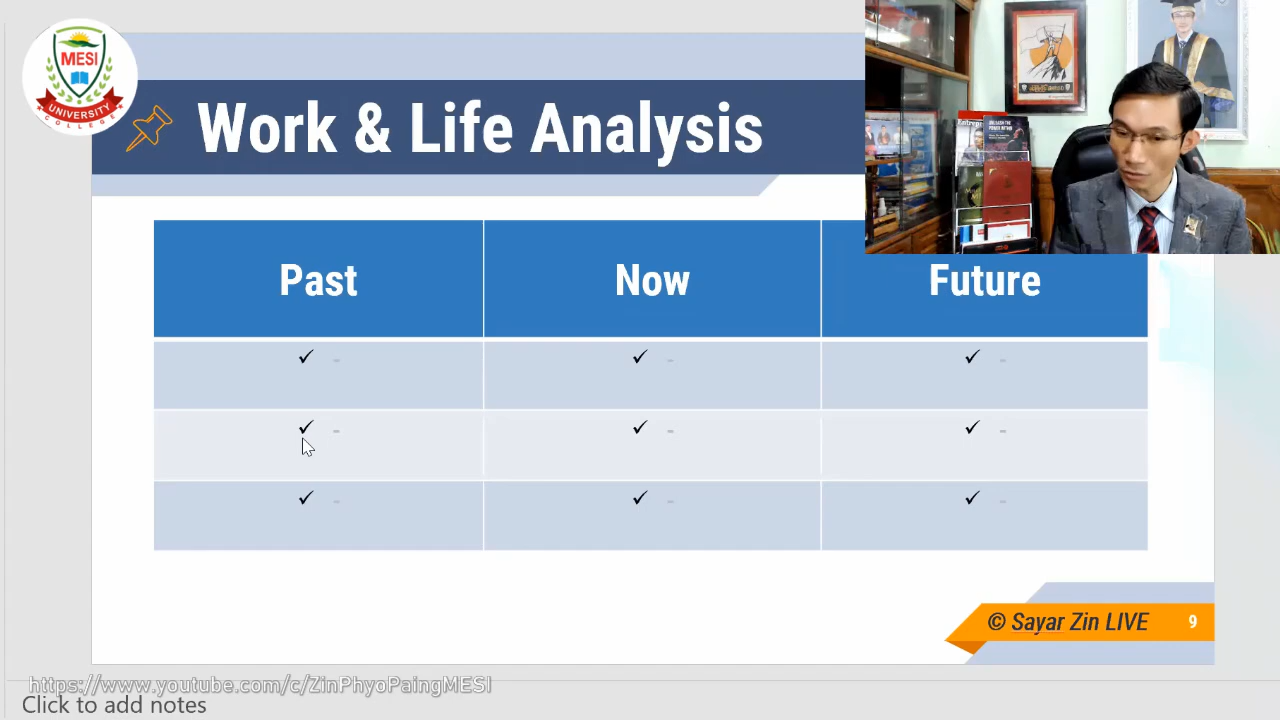 MESI
UNIVERSITY
COLLEGE
Work & Life Analysis
Past Now Future
✓ - ✓ - ✓ -
✓ - ✓ - ✓ -
✓ - ✓ - ✓ -
© Sayar Zin LIVE 9
https://www.youtube.com/c/ZinPhyoPaingMESI
Click to add notes